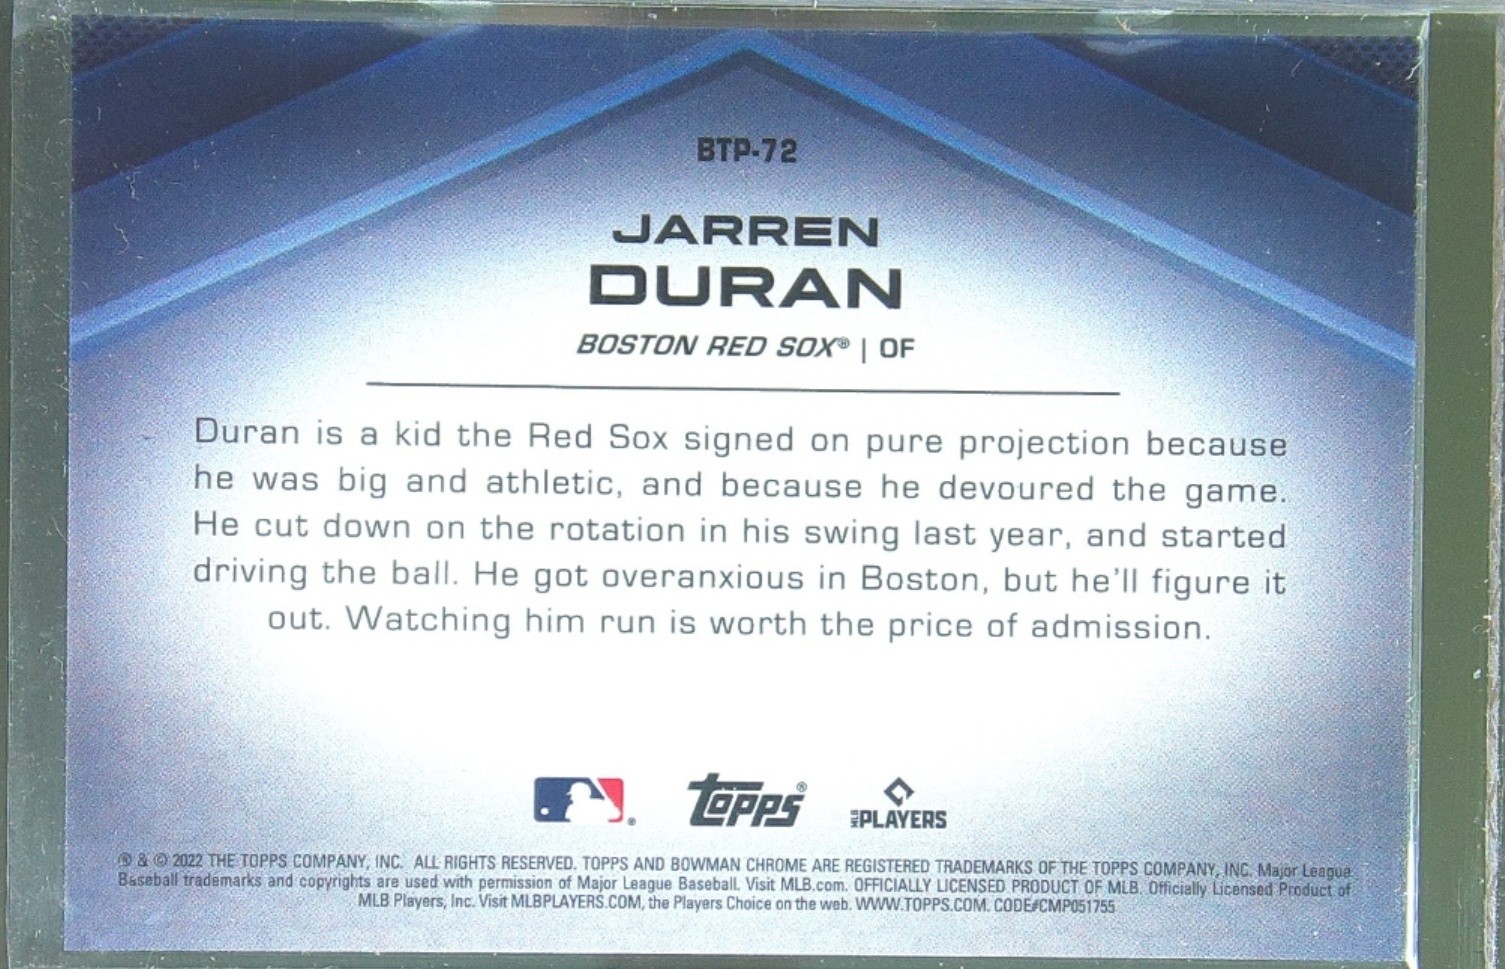 BTP-72
JARREN
DURAN
BOSTON RED SOX® | OF
Duran is a kid the Red Sox signed on pure projection because
he was big and athletic, and because he devoured the game.
He cut down on the rotation in his swing last year, and started
driving the ball. He got overanxious in Boston, but he'll figure it
out. Watching him run is worth the price of admission.
® Topps® MLB PLAYERS
® & © 2022 THE TOPPS COMPANY, INC. ALL RIGHTS RESERVED. TOPPS AND BOWMAN CHROME ARE REGISTERED TRADEMARKS OF THE TOPPS COMPANY, INC. Major League
Baseball trademarks and copyrights are used with permission of Major League Baseball. Visit MLB.com. OFFICIALLY LICENSED PRODUCT OF MLB. Officially Licensed Product of
MLB Players, Inc. Visit MLBPLAYERS.COM, the Players Choice on the web. WWW.TOPPS.COM. CODE#CMP051755